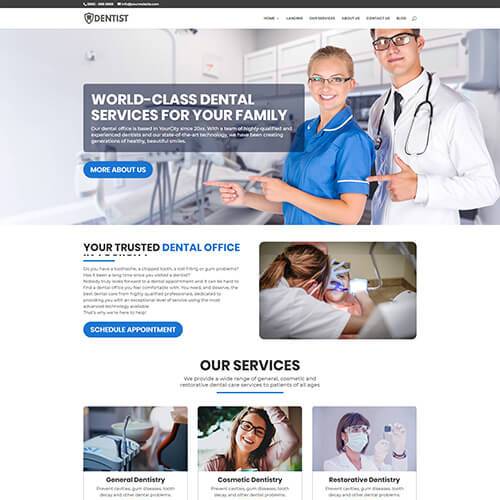 (555) - 555 5555 info@yourwebsite.com
DENTIST
HOME LANDING OUR SERVICES ABOUT US CONTACT US BLOG
WORLD-CLASS DENTAL
SERVICES FOR YOUR FAMILY
Our dental office is based in YourCity since 20xx. With a team of highly-qualified and
experienced dentists and our state-of-the-art technology, we have been creating
generations of healthy, beautiful smiles.
MORE ABOUT US
YOUR TRUSTED DENTAL OFFICE
Do you have a toothache, a chipped tooth, a lost filling or gum problems?
Has it been a long time since you visited a dentist?
Nobody truly looks forward to a dental appointment and it can be hard to
find a dental office you feel comfortable with. You need, and deserve, the
best dental care from highly qualified professionals, dedicated to
providing you with an exceptional level of service using the most
advanced technology available.
That's why we're here to help!
SCHEDULE APPOINTMENT
OUR SERVICES
We provide a wide range of general, cosmetic and
restorative dental care services to patients of all ages
General Dentistry Cosmetic Dentistry Restorative Dentistry
Prevent cavities, gum diseases, tooth Prevent cavities, gum diseases, tooth Prevent cavities, gum diseases, tooth
decay and other dental problems decay and other dental problems decay and other dental problems